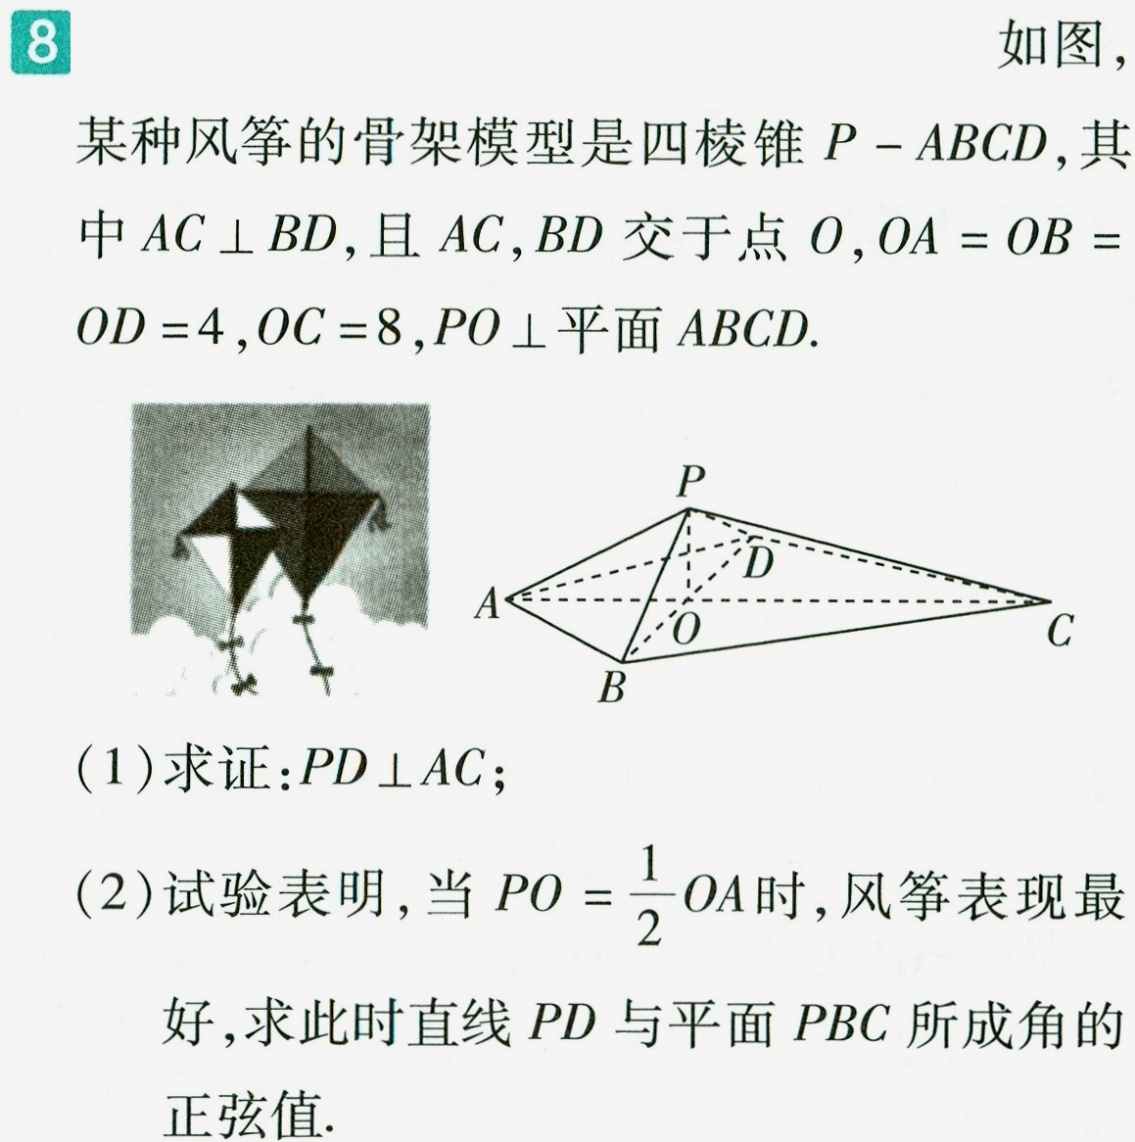 8
如图,
某种风筝的骨架模型是四棱锥 P - ABCD,其
中 AC ⊥ BD,且 AC,BD 交于点 O,OA = OB =
OD = 4,OC = 8,PO ⊥ 平面 ABCD.
P
D
A
O
C
B
(1)求证:PD ⊥ AC;
(2)试验表明,当 PO = \frac{1}{2}OA时,风筝表现最
好,求此时直线 PD 与平面 PBC 所成角的
正弦值.